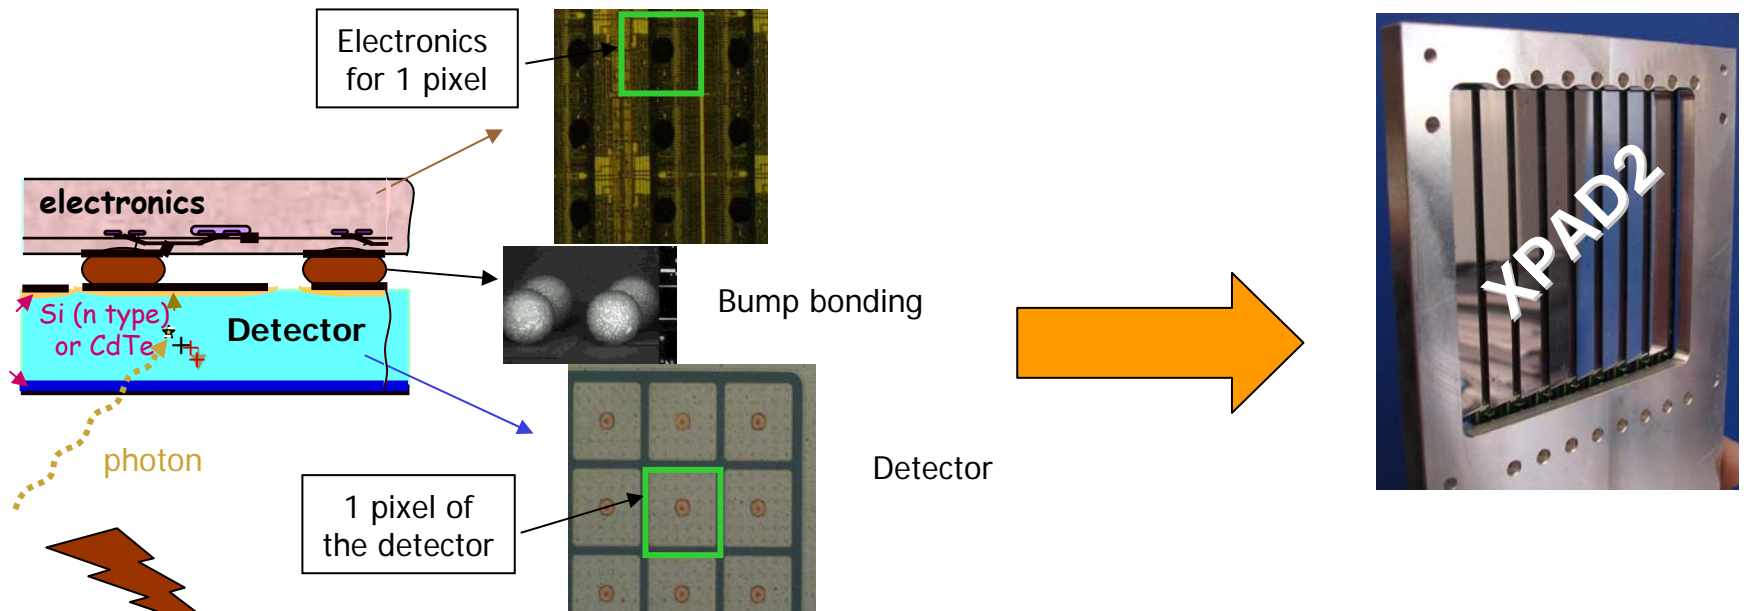 Electronics
for 1 pixel
electronics
Si (n type)
or CdTe
Detector
Bump bonding
photon
Detector
1 pixel of
the detector
XPAD2